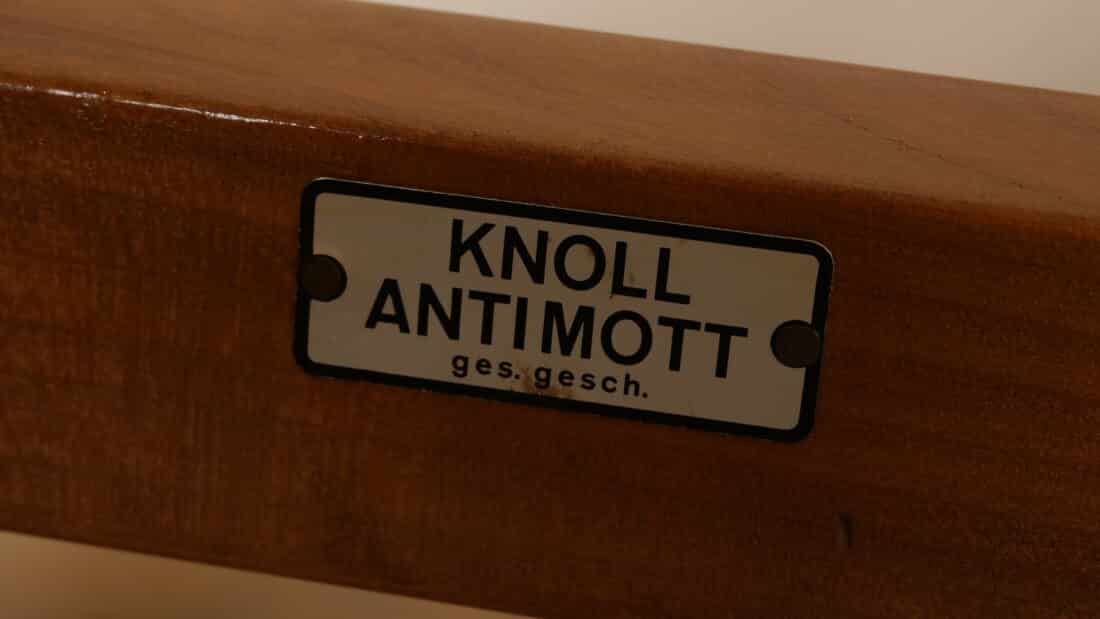 KNOLL
ANTIMOTT
ges. gesch.